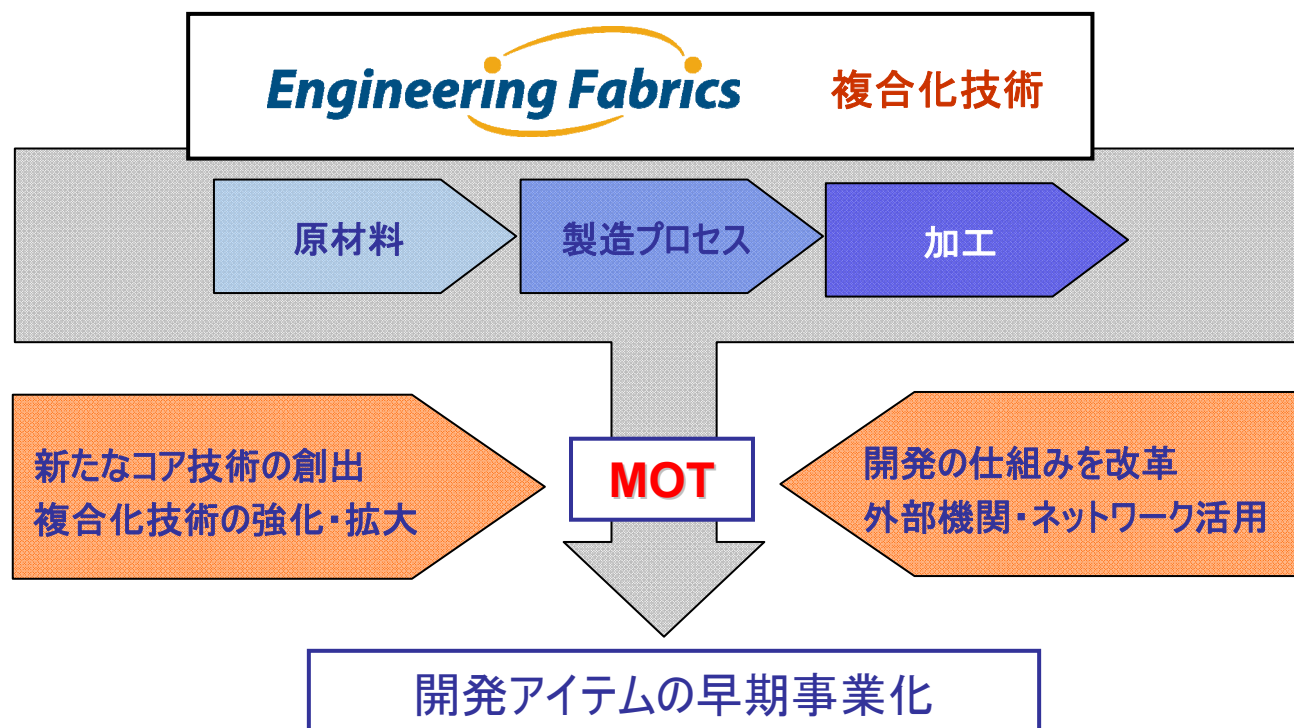 Engineering Fabrics 複合化技術
原材料
製造プロセス
加工
新たなコア技術の創出
複合化技術の強化・拡大
MOT
開発の仕組みを改革
外部機関・ネットワーク活用
開発アイテムの早期事業化